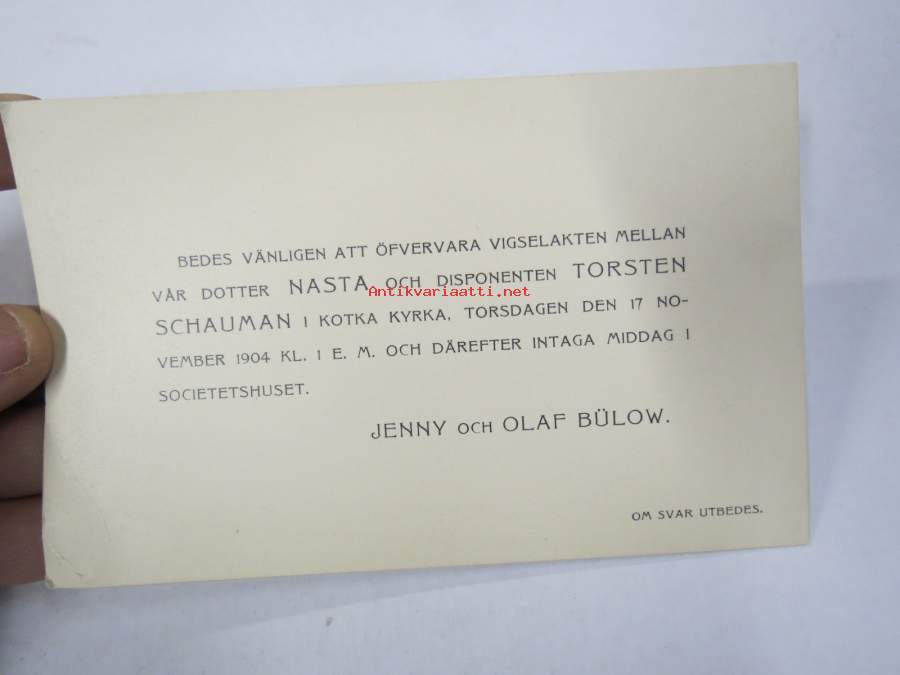 BEDES VÄNLIGEN ATT ÖFVERVARA VIGSELAKTEN MELLAN
VÅR DOTTER NASTA OCH DISPONENTEN TORSTEN
Antikvariaatti.net
SCHAUMAN I KOTKA KYRKA, TORSDAGEN DEN 17 NO-
VEMBER 1904 KL. 1 E. M. OCH DÄREFTER INTAGA MIDDAG I
SOCIETETSHUSET.
JENNY OCH OLAF BÜLOW.
OM SVAR UTBEDES.